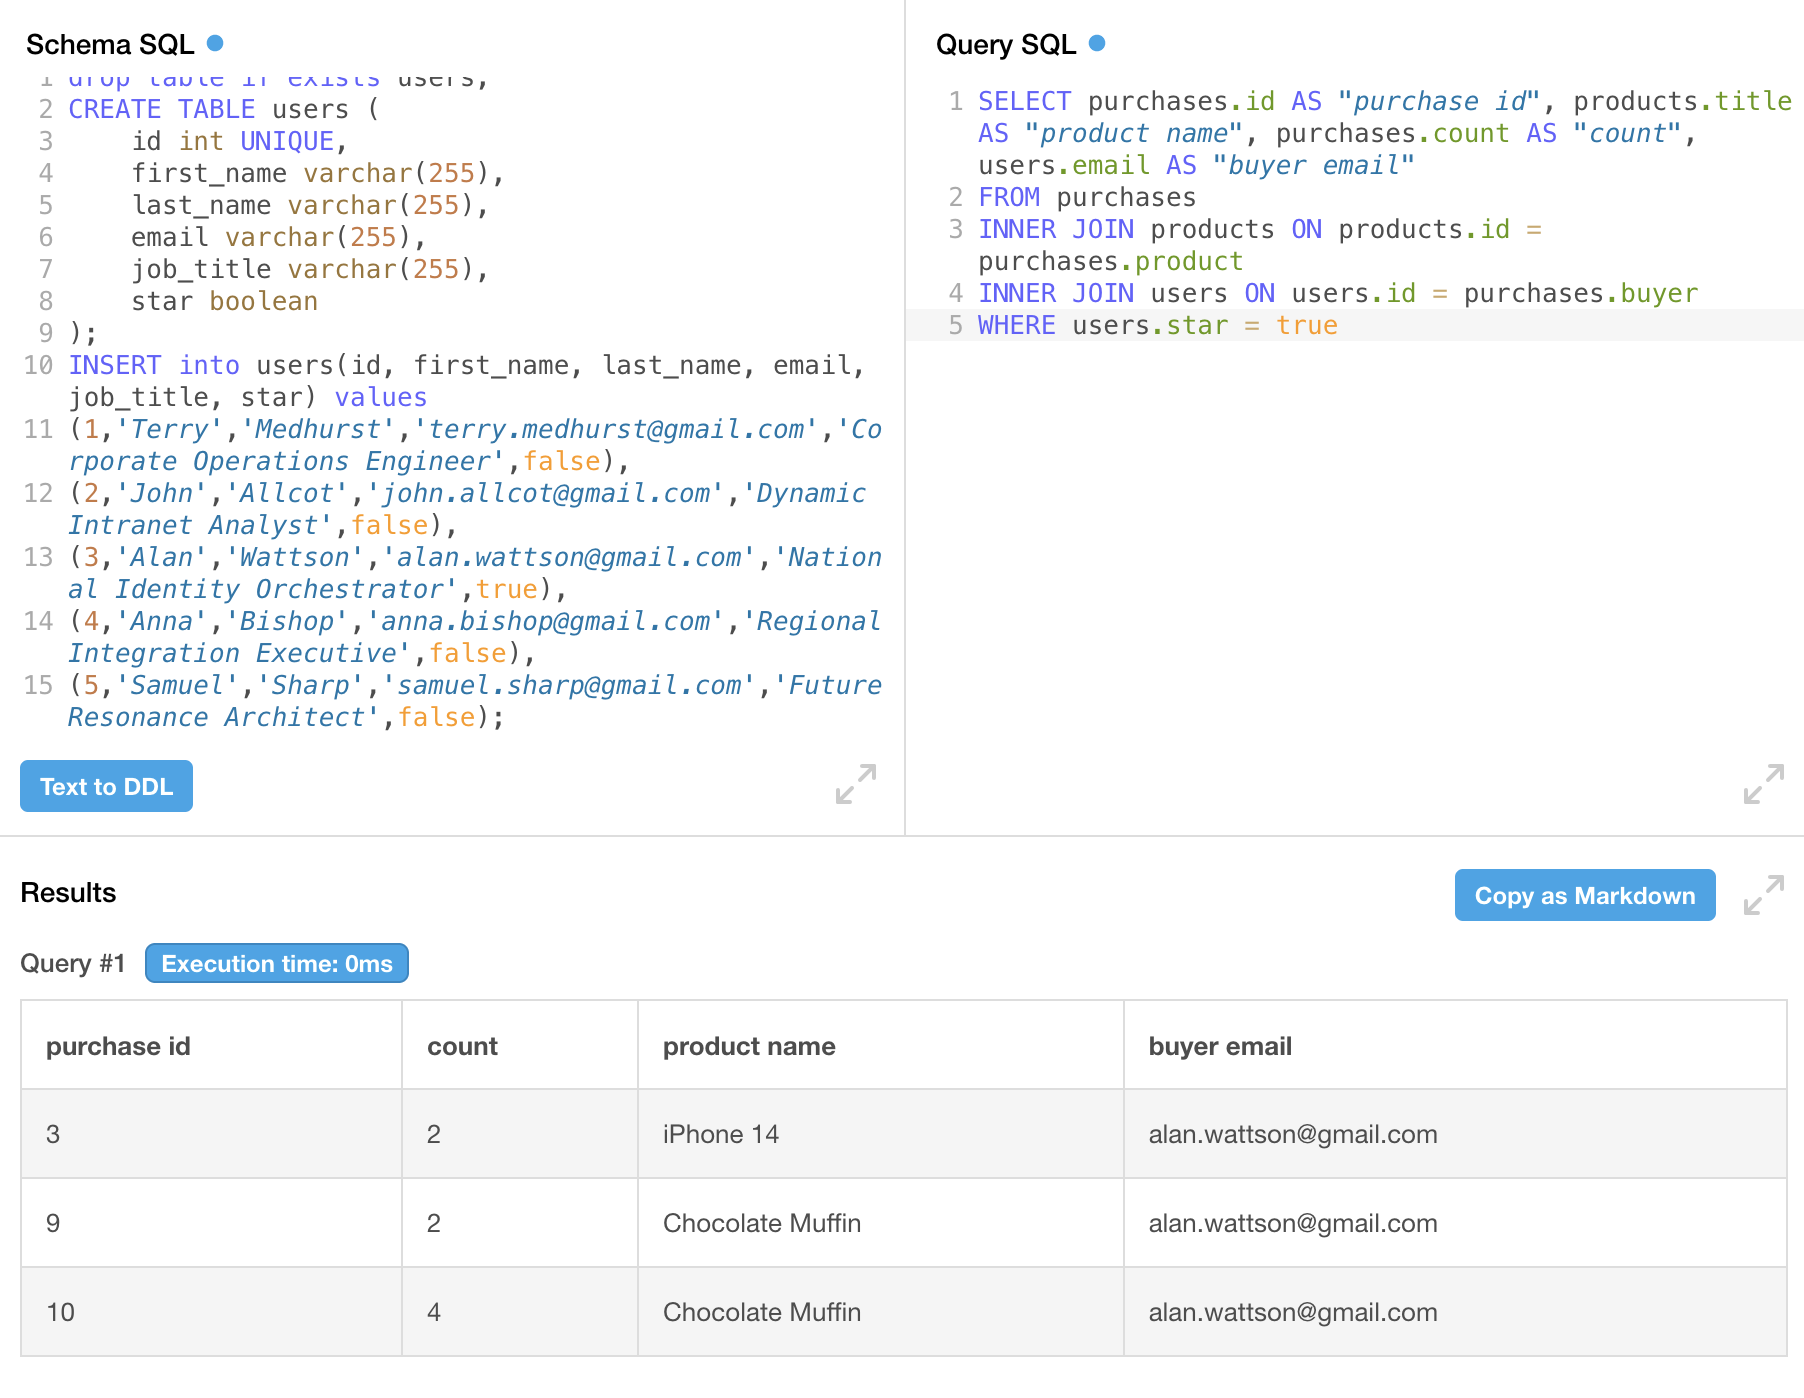 Schema SQL
1 drop table if exists users;
2 CREATE TABLE users (
3 id int UNIQUE,
4 first_name varchar(255),
5 last_name varchar(255),
6 email varchar(255),
7 job_title varchar(255),
8 star boolean
9 );
10 INSERT into users(id, first_name, last_name, email,
job_title, star) values
11 (1,'Terry','Medhurst','terry.medhurst@gmail.com','Co
rporate Operations Engineer',false),
12 (2,'John','Allcot','john.allcot@gmail.com','Dynamic
Intranet Analyst',false),
13 (3,'Alan','Wattson','alan.wattson@gmail.com','Nation
al Identity Orchestrator',true),
14 (4,'Anna','Bishop','anna.bishop@gmail.com','Regional
Integration Executive',false),
15 (5,'Samuel','Sharp','samuel.sharp@gmail.com','Future
Resonance Architect',false);
Text to DDL
Query SQL
1 SELECT purchases.id AS "purchase id", products.title
AS "product name", purchases.count AS "count",
users.email AS "buyer email"
2 FROM purchases
3 INNER JOIN products ON products.id =
purchases.product
4 INNER JOIN users ON users.id = purchases.buyer
5 WHERE users.star = true
Results
Copy as Markdown
Query #1 Execution time: 0ms
purchase id count product name buyer email
3 2 iPhone 14 alan.wattson@gmail.com
9 2 Chocolate Muffin alan.wattson@gmail.com
10 4 Chocolate Muffin alan.wattson@gmail.com